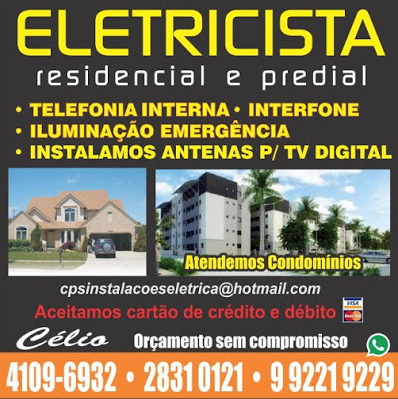 ELETRICISTA
residencial e predial
• TELEFONIA INTERNA • INTERFONE
• ILUMINAÇÃO EMERGÊNCIA
• INSTALAMOS ANTENAS P/ TV DIGITAL
Atendemos Condomínios
cpsinstalacoeseletrica@hotmail.com
Aceitamos cartão de crédito e débito VISA
Célio Orçamento sem compromisso
4109-6932 • 2831 0121 • 9 9221 9229